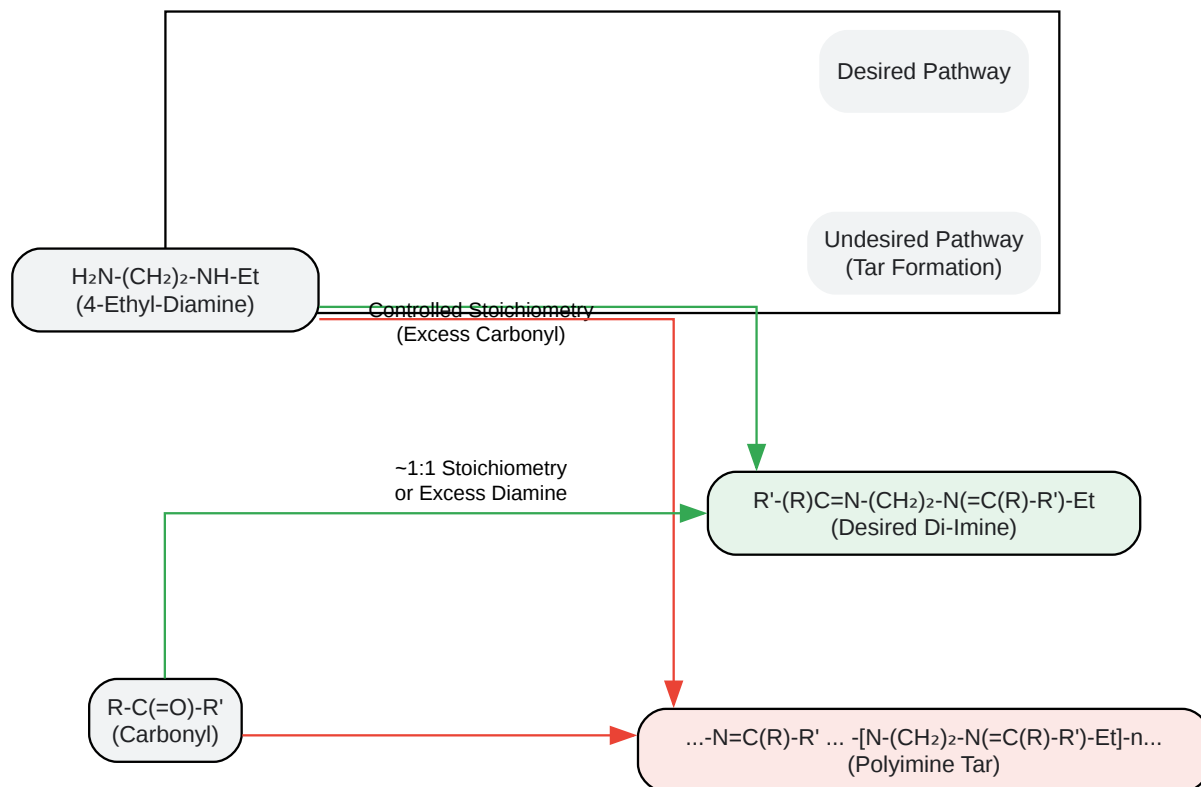 Desired Pathway
Undesired Pathway
(Tar Formation)
H₂N-(CH₂)₂-NH-Et
(4-Ethyl-Diamine)
Controlled Stoichiometry
(Excess Carbonyl)
~1:1 Stoichiometry
or Excess Diamine
R'-(R)C=N-(CH₂)₂-N(=C(R)-R')-Et
(Desired Di-Imine)
R-C(=O)-R'
(Carbonyl)
...-N=C(R)-R' ... -[N-(CH₂)₂-N(=C(R)-R')-Et]-n...
(Polyimine Tar)